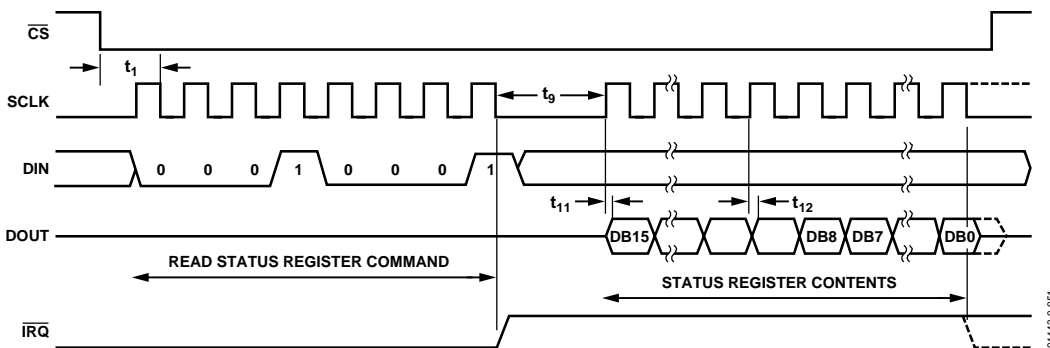 CS
t1
SCLK
t9
DIN
0 0 0 1 0 0 0 1
t11
t12
DOUT
DB15 DB8 DB7 DB0
READ STATUS REGISTER COMMAND
STATUS REGISTER CONTENTS
IRQ